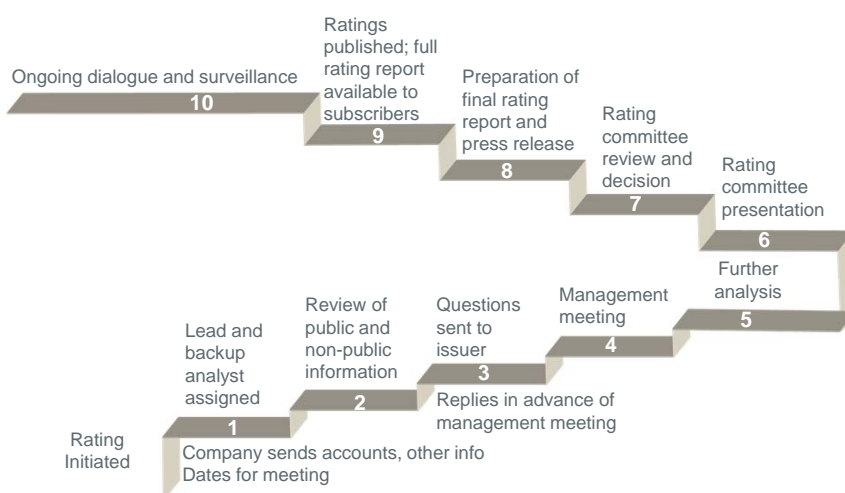 Ratings
published; full
rating report
available to
subscribers
Ongoing dialogue and surveillance
10
9
Preparation of
final rating
report and
press release
8
Rating
committee
review and
decision
7
Rating
committee
presentation
6
Further
analysis
5
Management
meeting
4
Questions
sent to
issuer
3
Replies in advance of
management meeting
Review of
public and
non-public
information
2
Lead and
backup
analyst
assigned
1
Company sends accounts, other info
Dates for meeting
Rating
Initiated